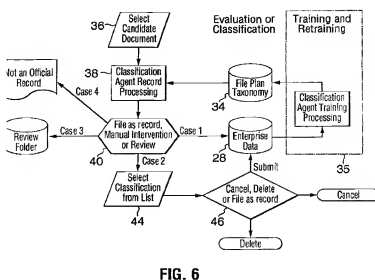 36
Select
Candidate
Document
Evaluation or
Classification
Training and
Retraining
38
Classification
Agent Record
Processing
File Plan
Taxonomy
34
Classification
Agent Training
Processing
35
Not an Official
Record
Case 4
Review
Folder
Case 3
File as record,
Manual Intervention
or Review
40
Case 1
Enterprise
Data
28
Case 2
Submit
Select
Classification
from List
44
Cancel, Delete
or File as record
46
Cancel
Delete
FIG. 6